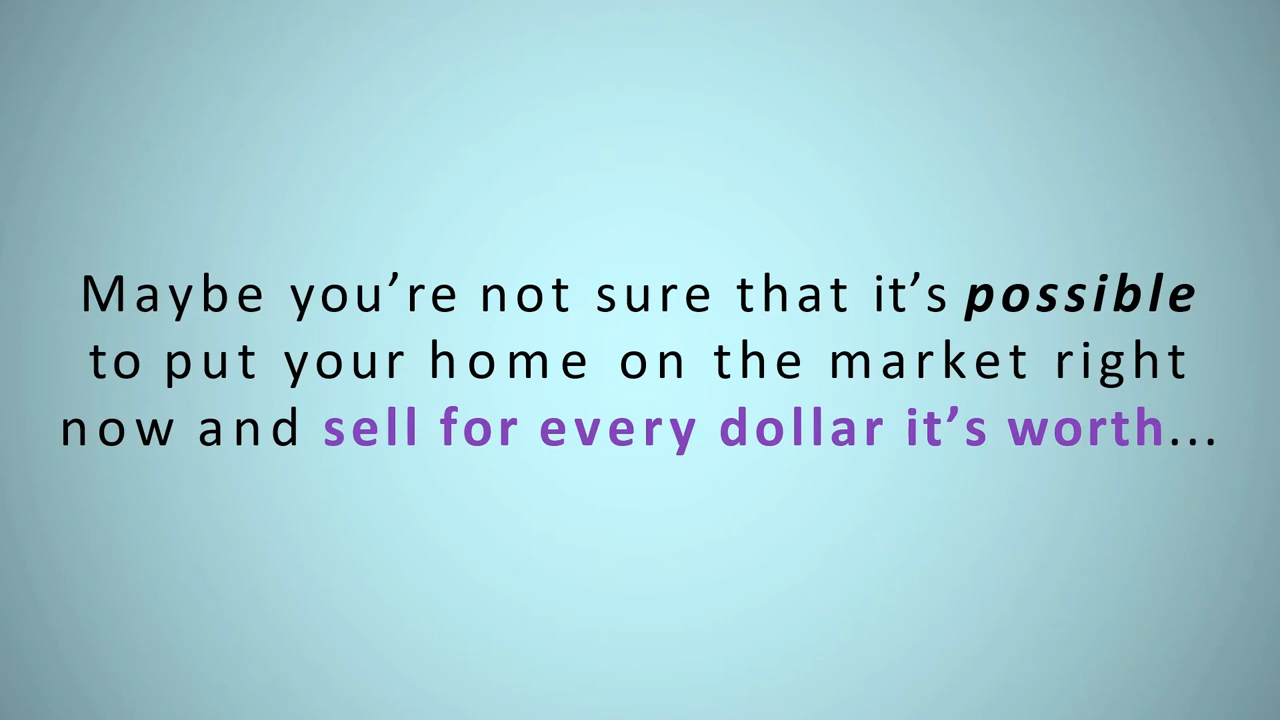 Maybe you’re not sure that it’s possible
to put your home on the market right
now and sell for every dollar it’s worth...